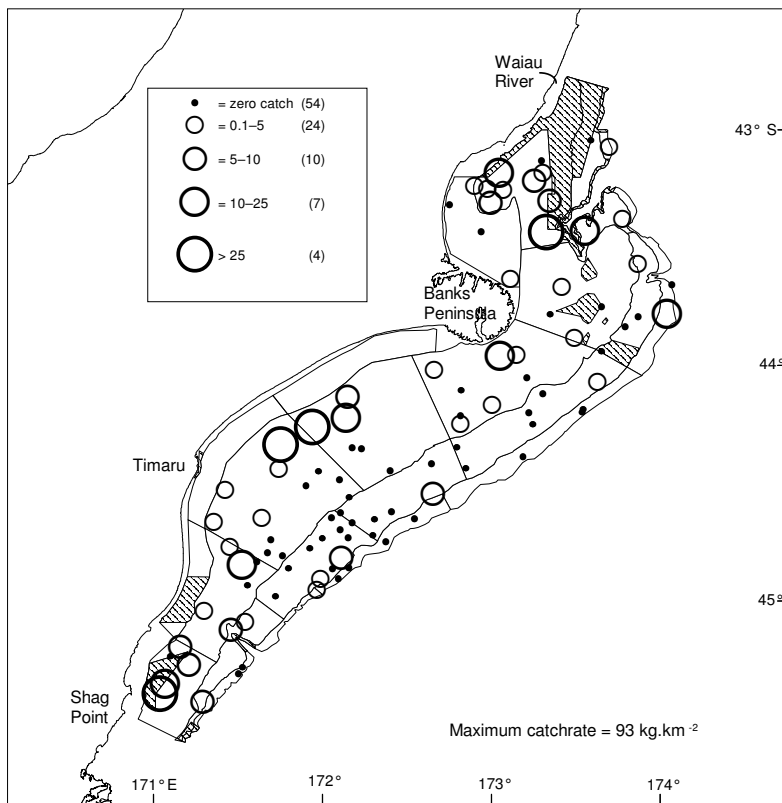 Waiau
River
= zero catch (54)
= 0.1–5 (24)
= 5–10 (10)
= 10–25 (7)
> 25 (4)
43° S
Banks
Peninsula
44°
Timaru
45°
Shag
Point
Maximum catchrate = 93 kg.km -2
171° E 172° 173° 174°